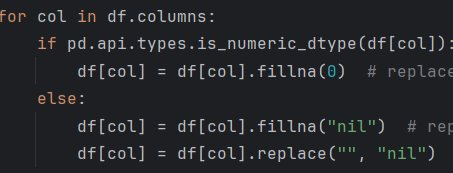 for col in df.columns:
    if pd.api.types.is_numeric_dtype(df[col]):
        df[col] = df[col].fillna(0)  # replace
    else:
        df[col] = df[col].fillna("nil")  # rep
        df[col] = df[col].replace("", "nil")